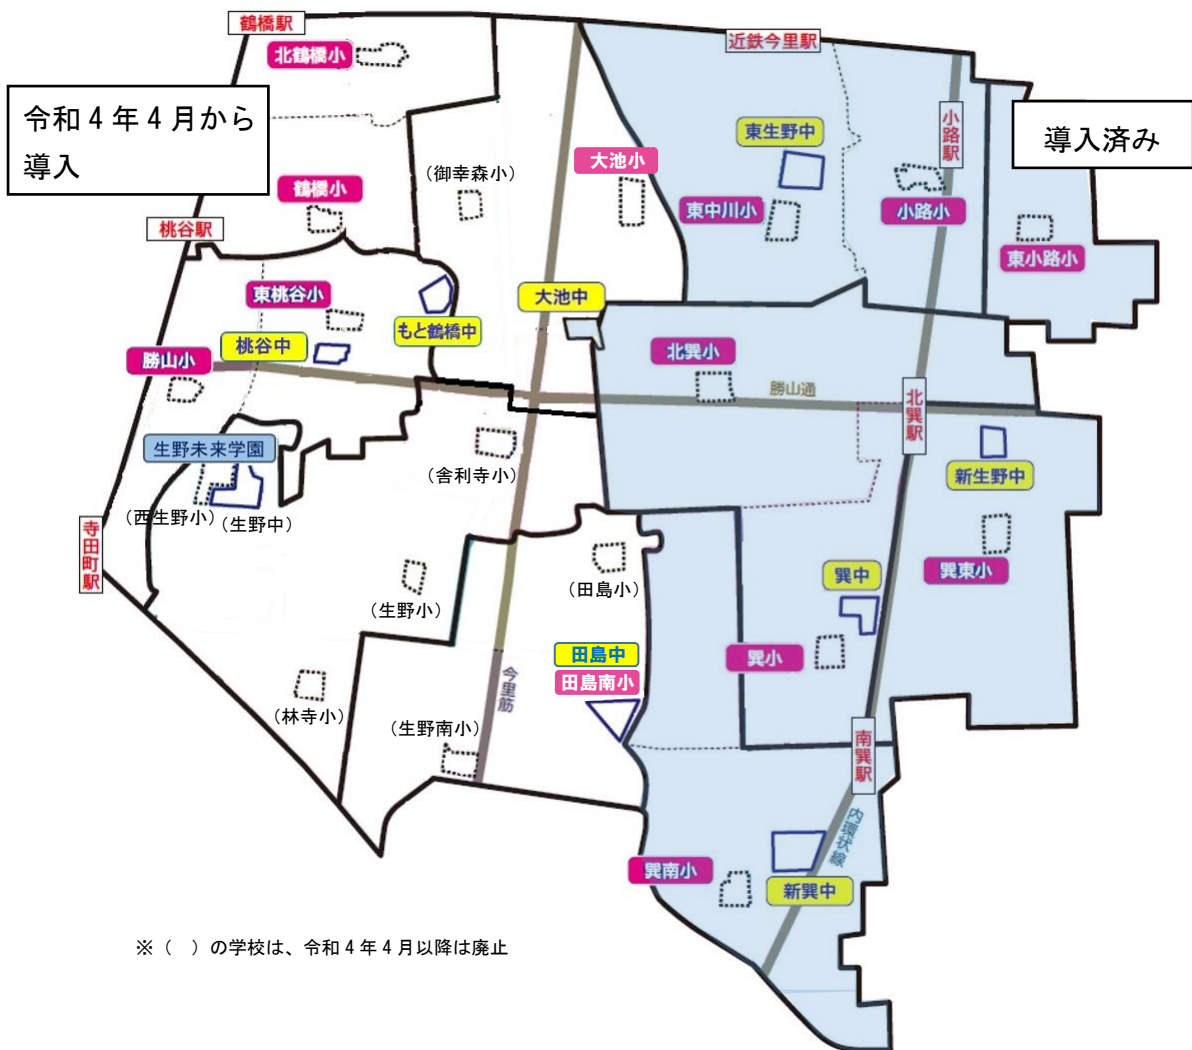 鶴橋駅
北鶴橋小
近鉄今里駅
令和4年4月から
導入
小路駅
導入済み
東生野中
大池小
(御幸森小)
鶴橋小
東中川小
小路小
桃谷駅
東小路小
東桃谷小
大池中
もと鶴橋中
桃谷中
北巽小
勝山小
勝山通
北巽駅
生野未来学園
(舎利寺小)
新生野中
(西生野小)
(生野中)
寺田町駅
(田島小)
巽中
巽東小
(生野小)
田島中
巽小
田島南小
今里筋
(林寺小)
(生野南小)
南巽駅
内環状線
巽南小
新巽中
※( )の学校は、令和4年4月以降は廃止